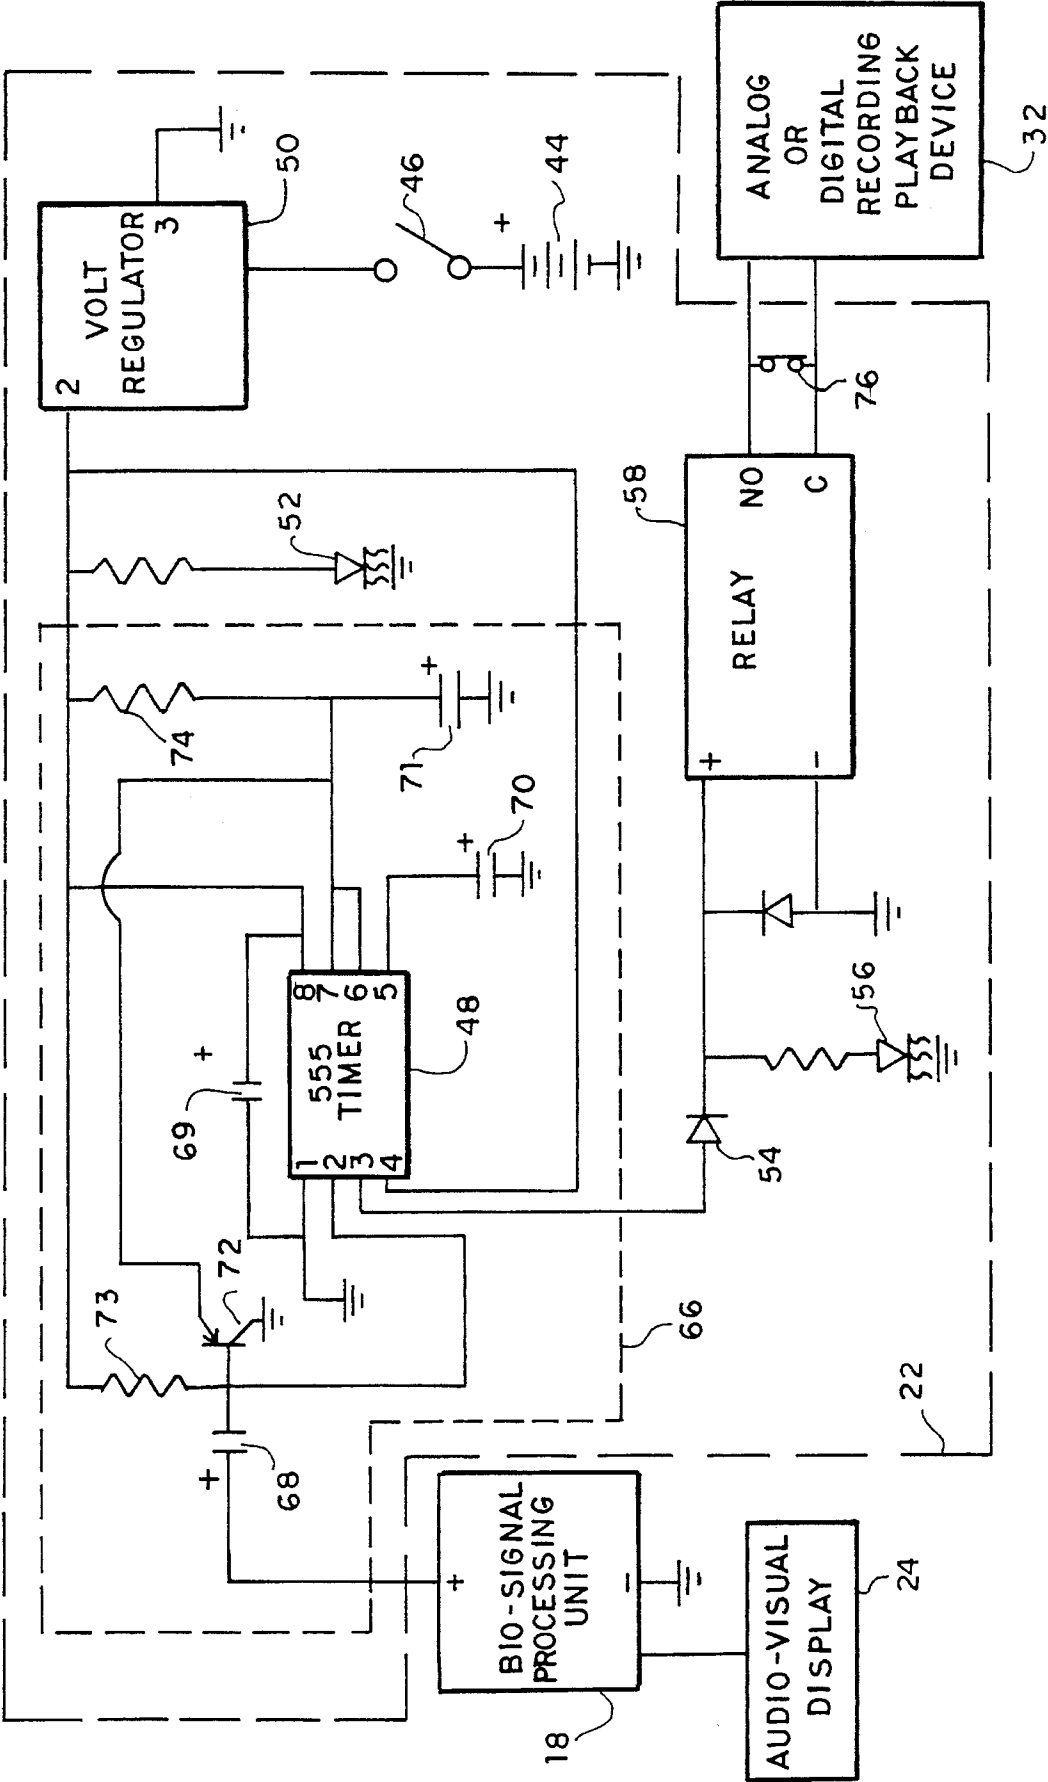 VOLT
REGULATOR
2
3
50
46
+
44
52
74
+
71
+
70
73
72
69
+
555
TIMER
1
2
3
4
8
7
6
5
48
+
68
66
22
BIO-SIGNAL
PROCESSING
UNIT
+
–
18
AUDIO-VISUAL
DISPLAY
24
54
56
RELAY
+
–
NO
C
58
76
ANALOG
OR
DIGITAL
RECORDING
PLAYBACK
DEVICE
32